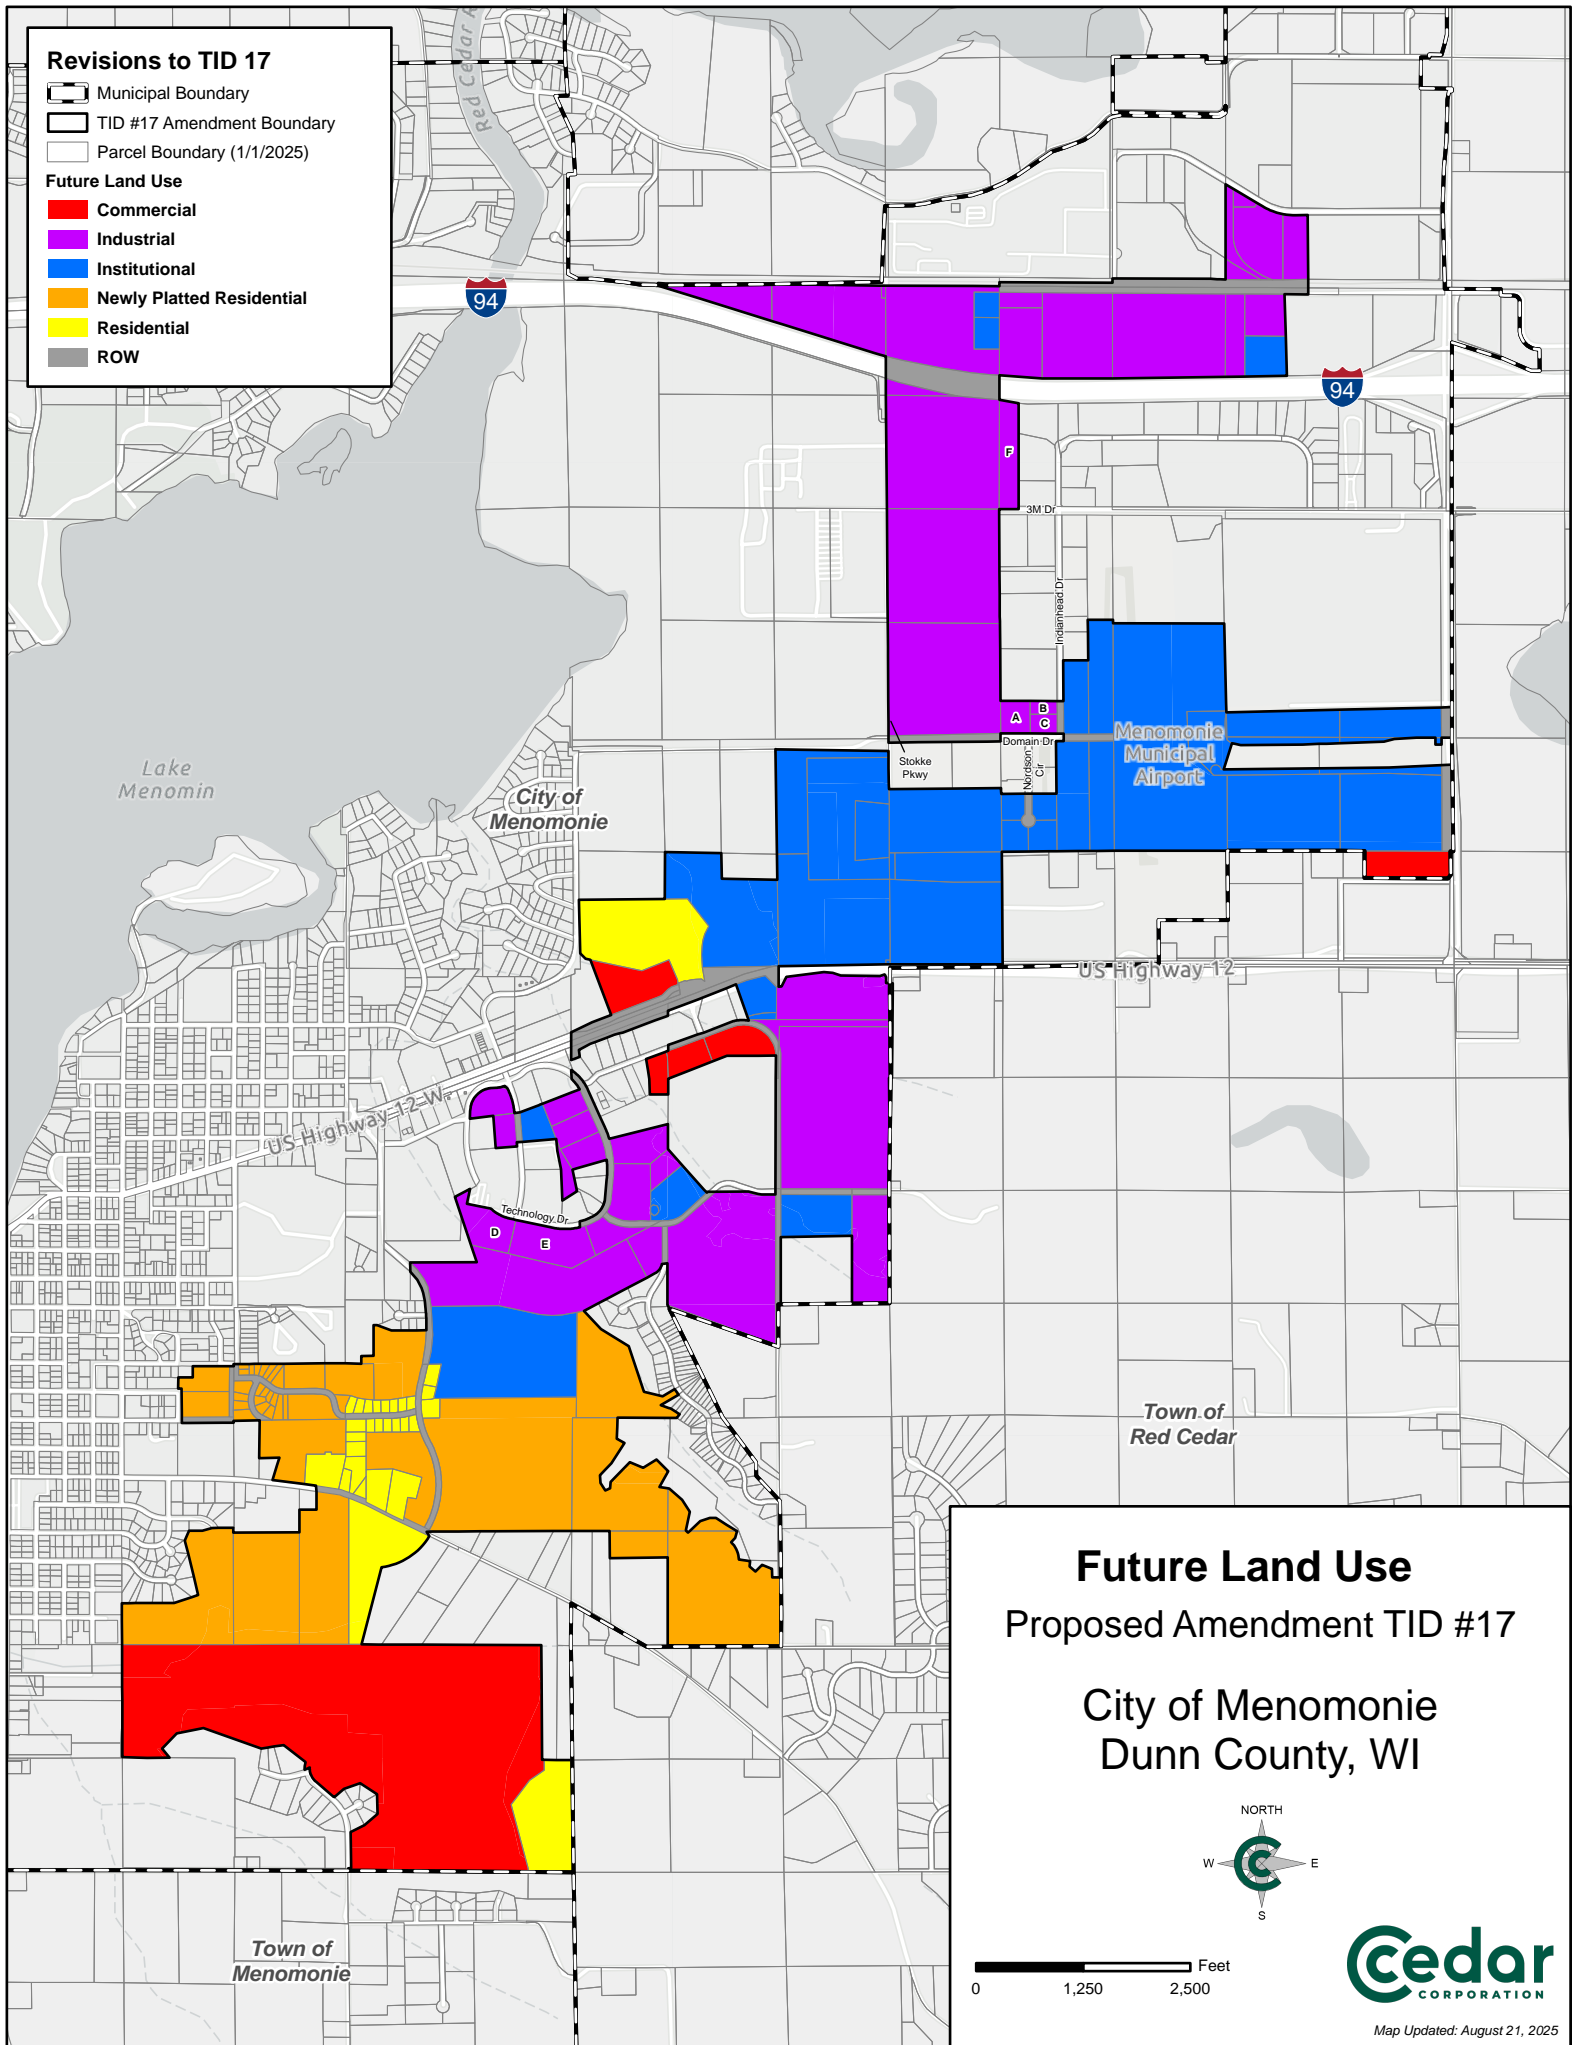 Revisions to TID 17
Municipal Boundary
TID #17 Amendment Boundary
Parcel Boundary (1/1/2025)
Future Land Use
Commercial
Industrial
Institutional
Newly Platted Residential
Residential
ROW
Red Cedar R
94
94
F
3M Dr
Indianhead Dr
A
B
C
Domain Dr
Nordson
Cir
Stokke
Pkwy
Menomonie
Municipal
Airport
Lake
Menomin
City of
Menomonie
US Highway 12
US Highway 12 W
Technology Dr
D
E
Town of
Red Cedar
Town of
Menomonie
Future Land Use
Proposed Amendment TID #17
City of Menomonie
Dunn County, WI
NORTH
W
E
S
Feet
0
1,250
2,500
Cedar
CORPORATION
Map Updated: August 21, 2025